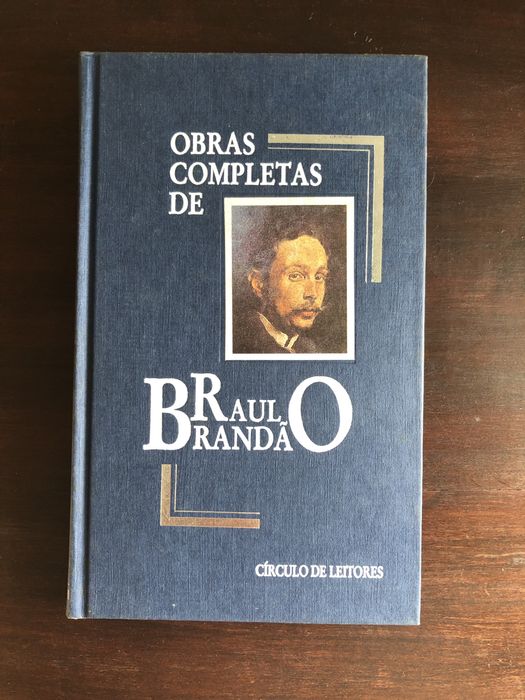 OBRAS
COMPLETAS
DE
RAUL
BRANDÃO
CÍRCULO DE LEITORES